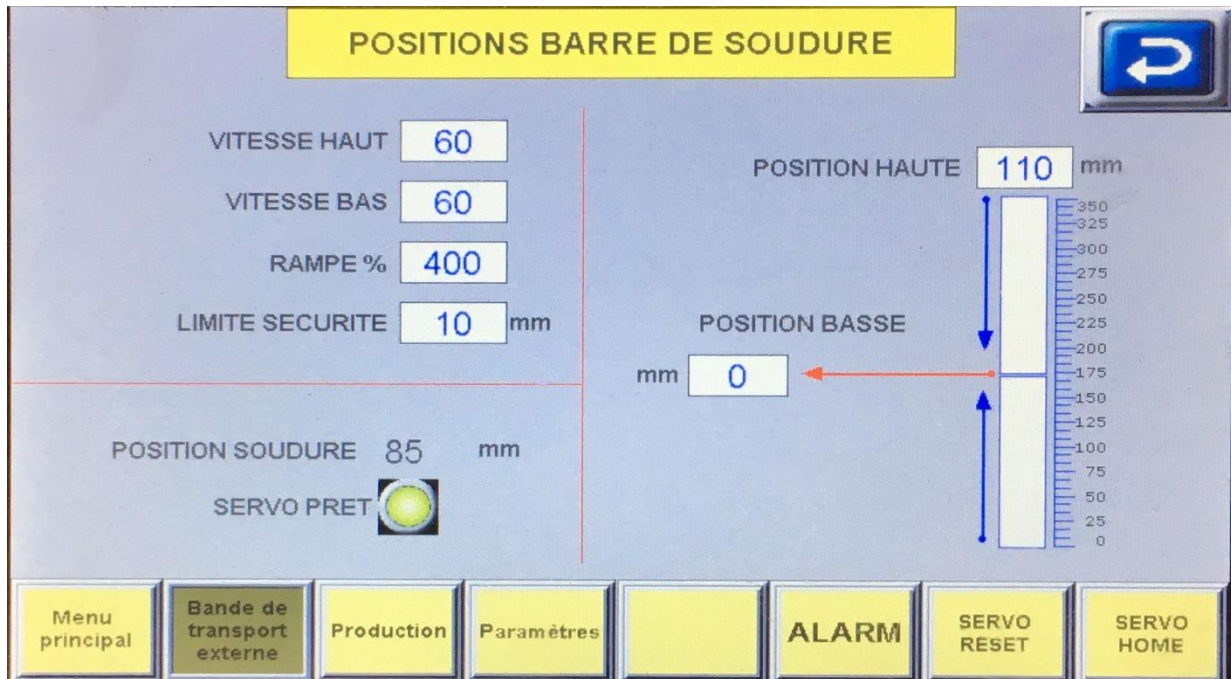 POSITIONS BARRE DE SOUDURE
VITESSE HAUT 60
VITESSE BAS 60
RAMPE % 400
LIMITE SECURITE 10 mm
POSITION SOUDURE 85 mm
SERVO PRET
POSITION HAUTE 110 mm
POSITION BASSE
mm 0
350
325
300
275
250
225
200
175
150
125
100
75
50
25
0
Menu
principal
Bande de
transport
externe
Production
Paramètres
ALARM
SERVO
RESET
SERVO
HOME